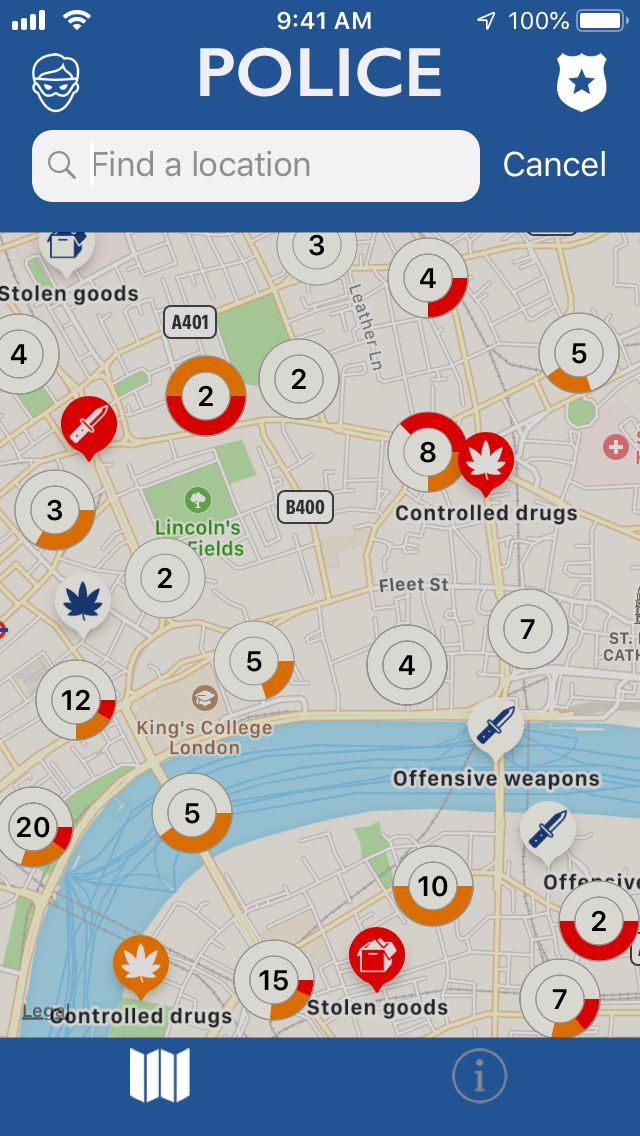 9:41 AM
100%
POLICE
Find a location
Cancel
3
Stolen goods
4
Leather Ln
A401
4
5
2
2
8
Controlled drugs
B400
3
Lincoln's
Fields
2
Fleet St
7
ST.
CATH
5
4
12
King's College
London
Offensive weapons
5
20
Offensive
10
2
15
Stolen goods
7
Legal
Controlled drugs
i